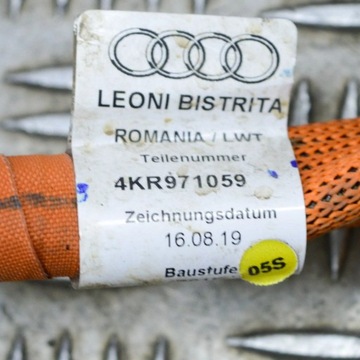 LEONI BISTRITA
ROMANIA / LWT
Teilenummer
4KR971059
Zeichnungsdatum
16.08.19
Baustufe 05S